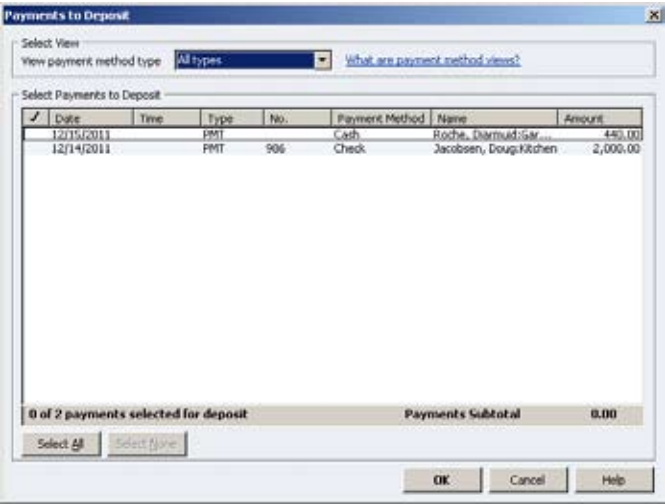 Payments to Deposit
Select View
View payment method type All types What are payment method views?
Select Payments to Deposit
✓ Date Time Type No. Payment Method Name Amount
12/15/2011 PMT Cash Roche, Diarmuid:Gar... 440.00
12/14/2011 PMT 986 Check Jacobsen, Doug:Kitchen 2,000.00
0 of 2 payments selected for deposit Payments Subtotal 0.00
Select All Select None
OK Cancel Help